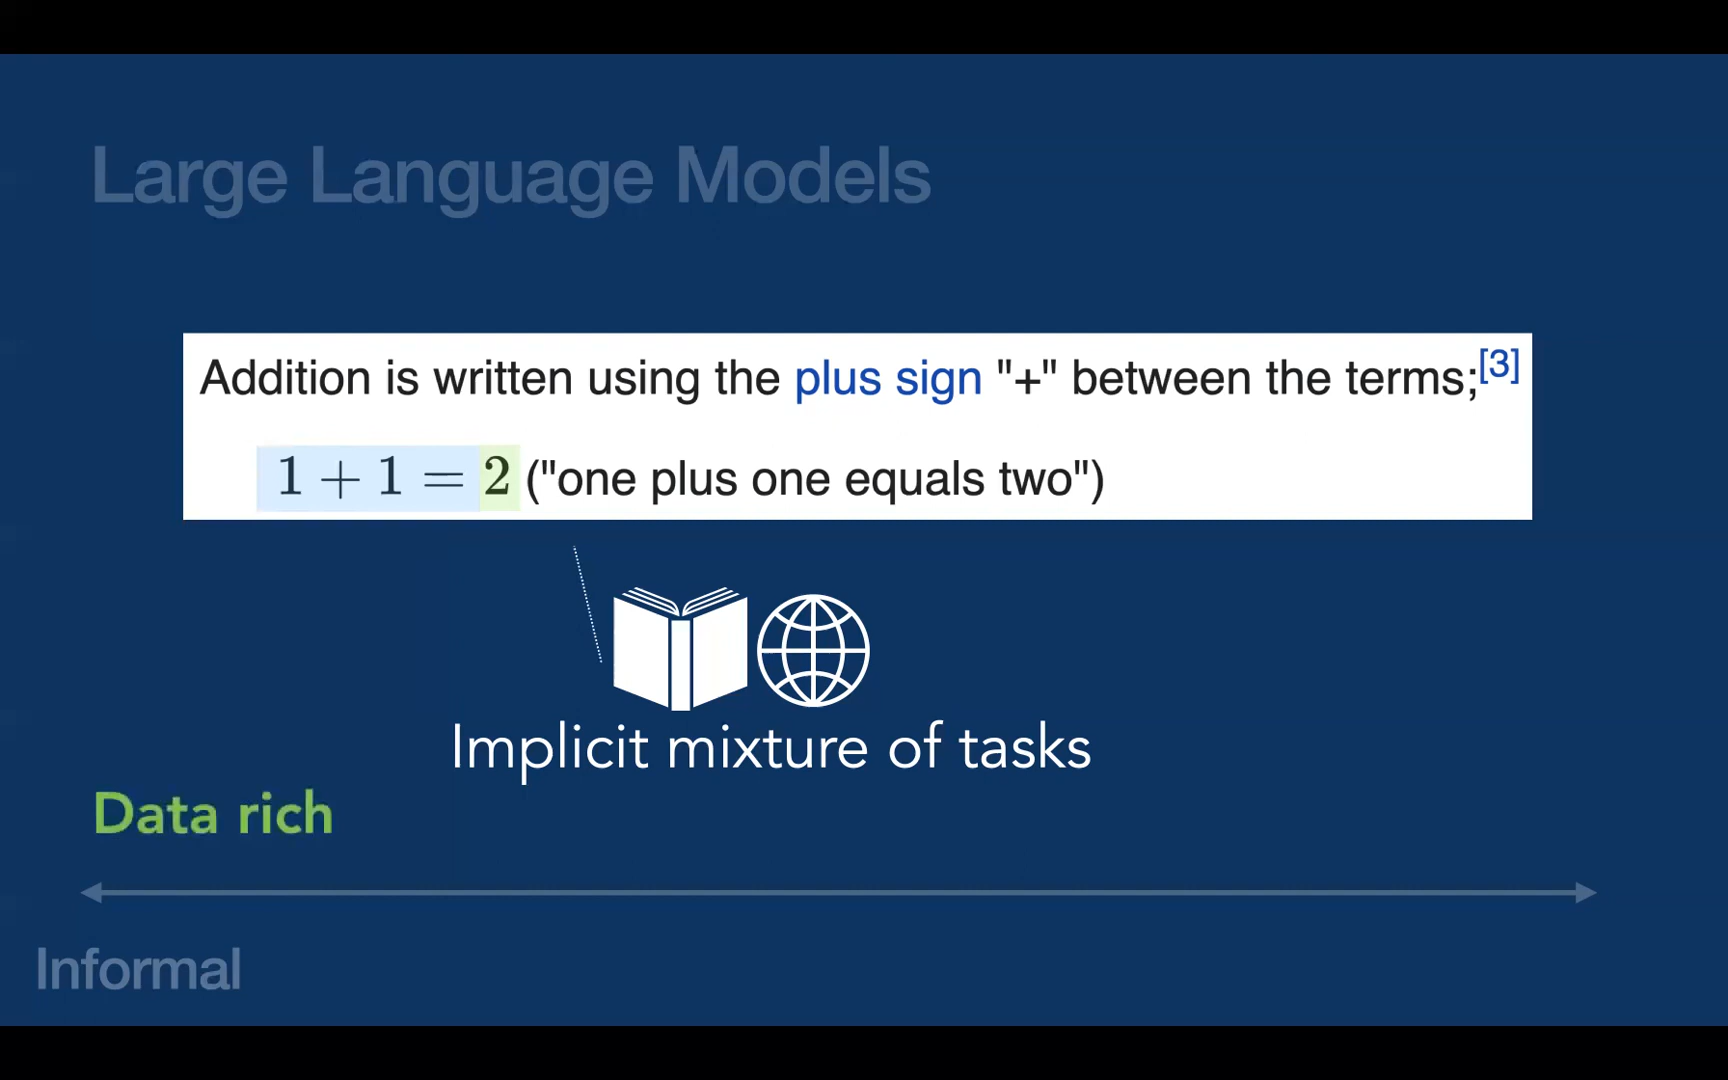 Large Language Models
Addition is written using the plus sign "+" between the terms;[3]
1 + 1 = 2 ("one plus one equals two")
Implicit mixture of tasks
Data rich
Informal